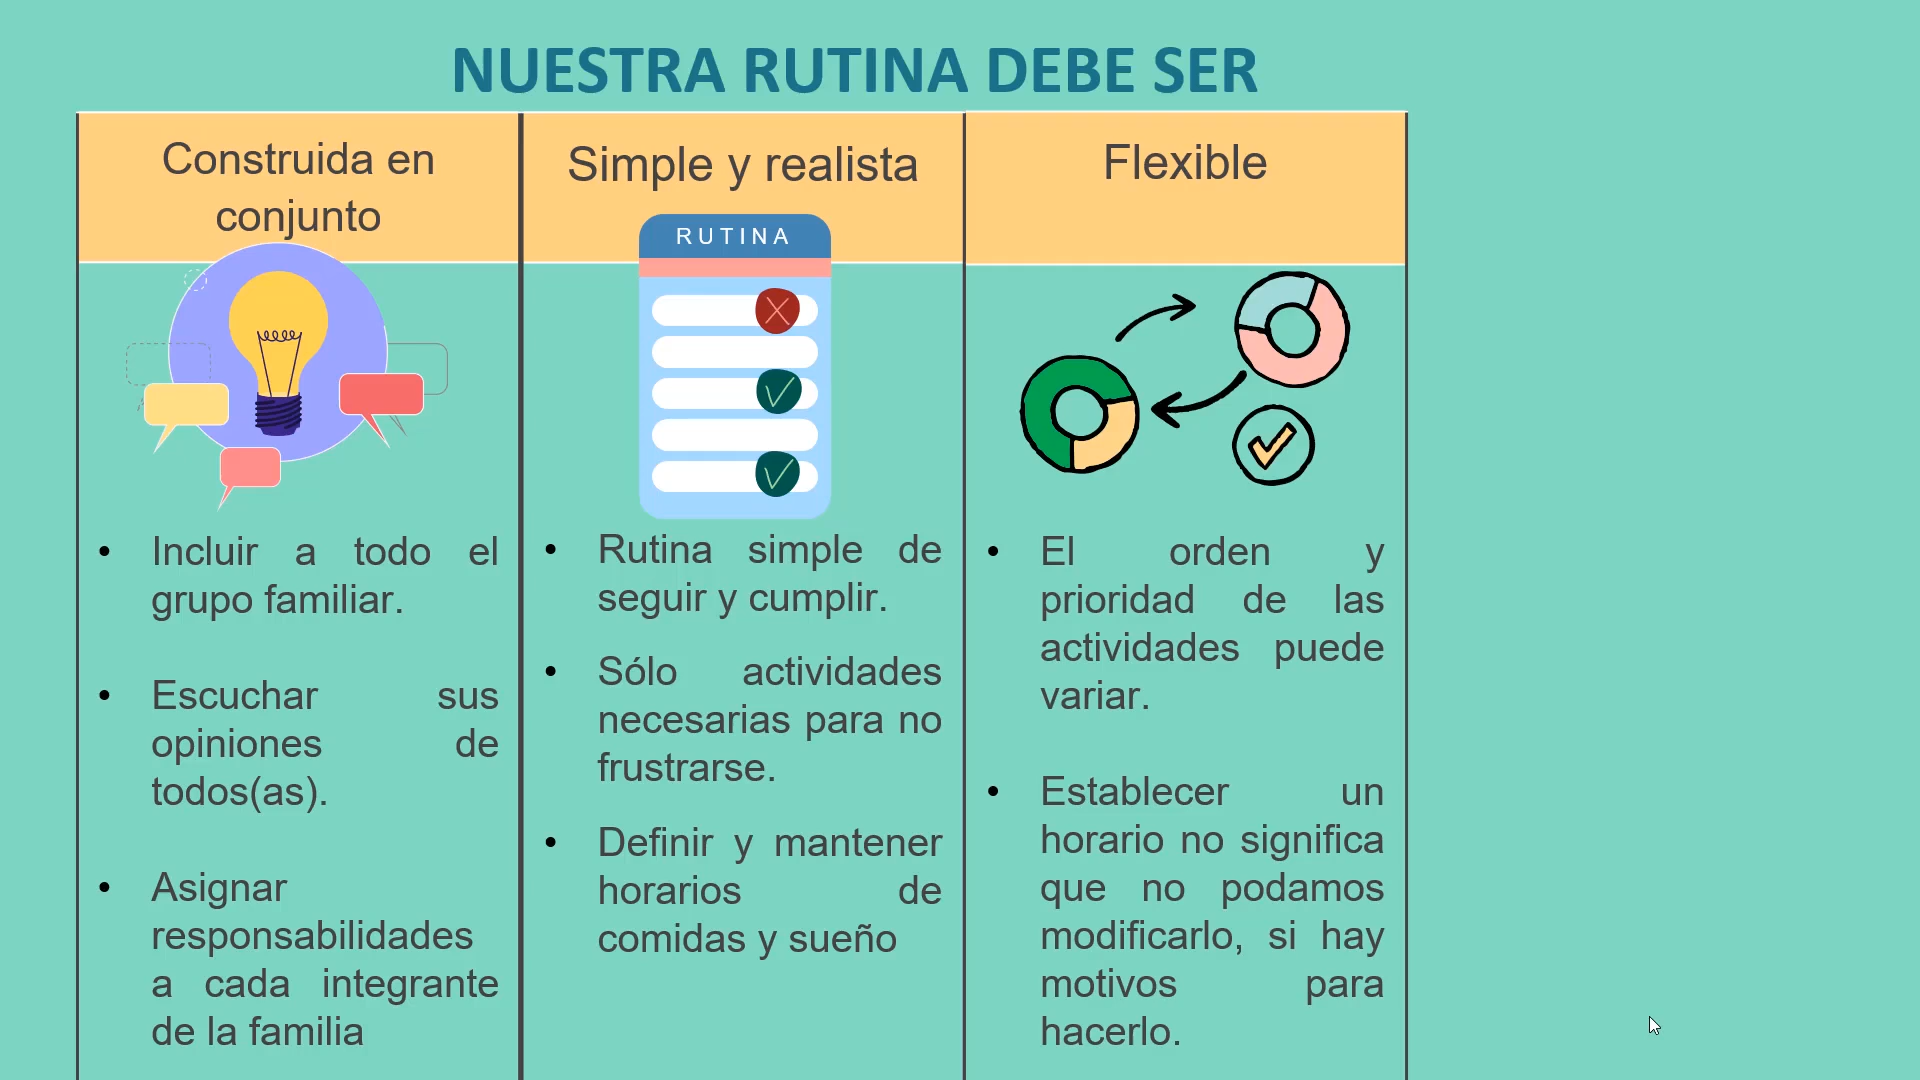 NUESTRA RUTINA DEBE SER
Construida en
conjunto
• Incluir a todo el
grupo familiar.
• Escuchar sus
opiniones de
todos(as).
• Asignar
responsabilidades
a cada integrante
de la familia
Simple y realista
RUTINA
• Rutina simple de
seguir y cumplir.
• Sólo actividades
necesarias para no
frustrarse.
• Definir y mantener
horarios de
comidas y sueño
Flexible
• El orden y
prioridad de las
actividades puede
variar.
• Establecer un
horario no significa
que no podamos
modificarlo, si hay
motivos para
hacerlo.